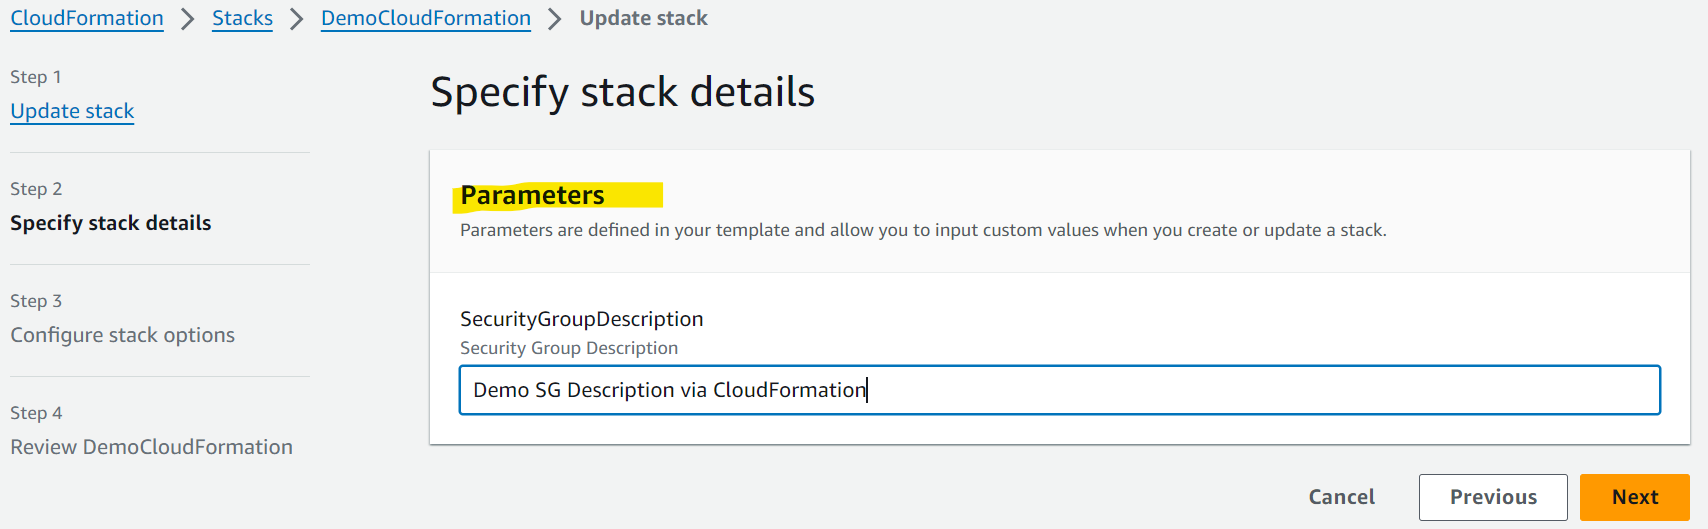 CloudFormation > Stacks > DemoCloudFormation > Update stack
Step 1
Update stack
Step 2
Specify stack details
Step 3
Configure stack options
Step 4
Review DemoCloudFormation
Specify stack details
Parameters
Parameters are defined in your template and allow you to input custom values when you create or update a stack.
SecurityGroupDescription
Security Group Description
Demo SG Description via CloudFormation
Cancel Previous Next